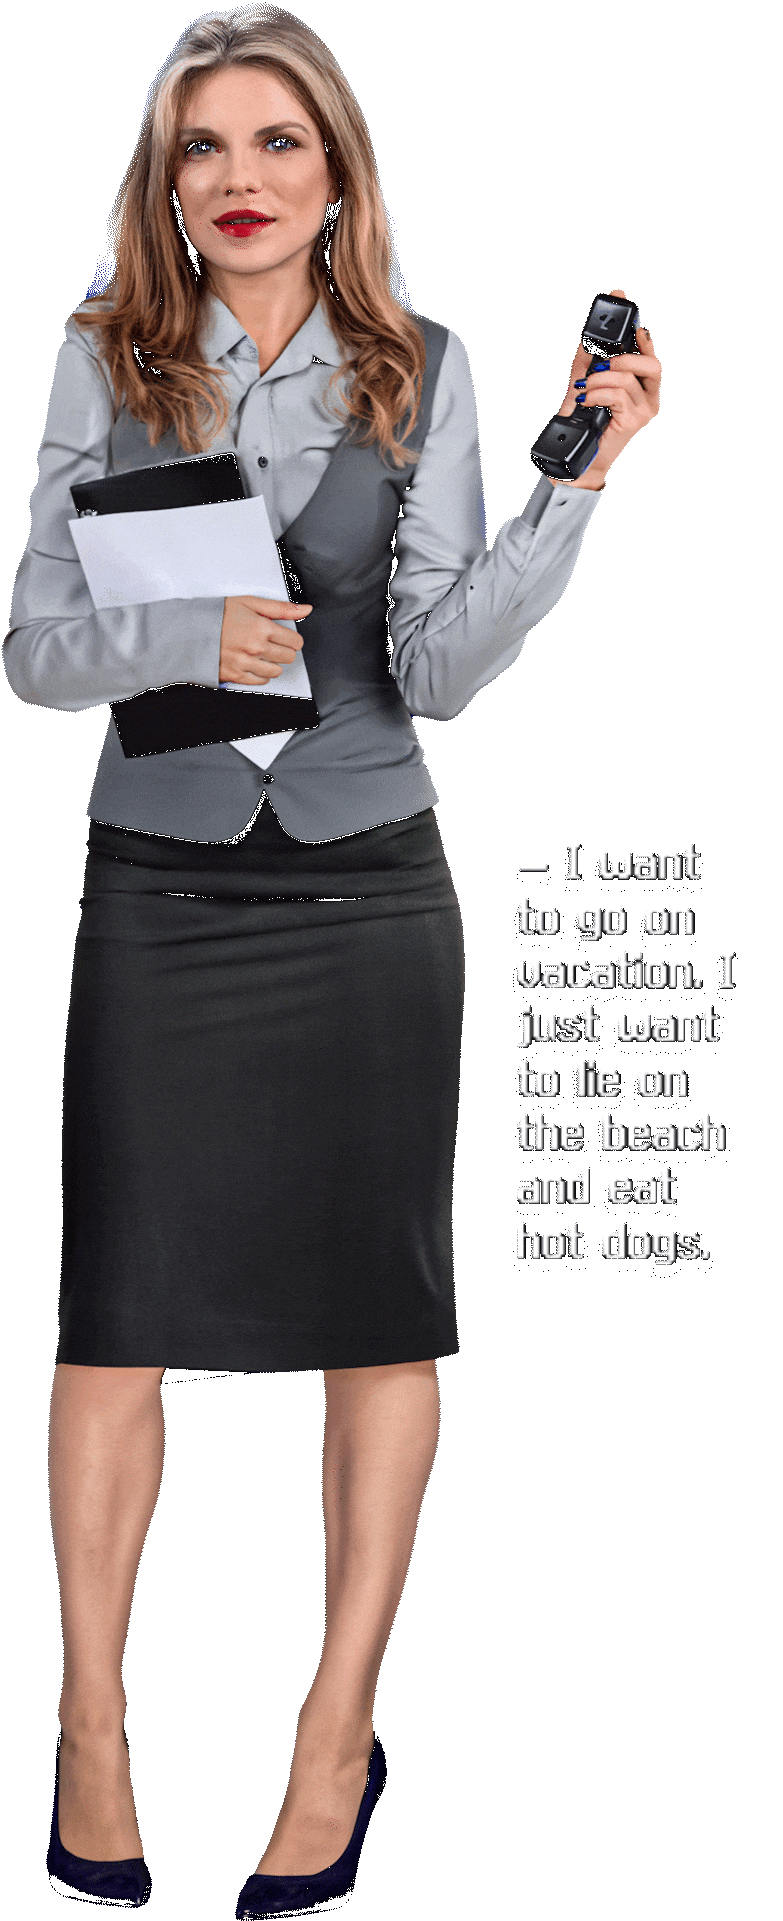 – I want
to go on
vacation. I
just want
to lie on
the beach
and eat
hot dogs.